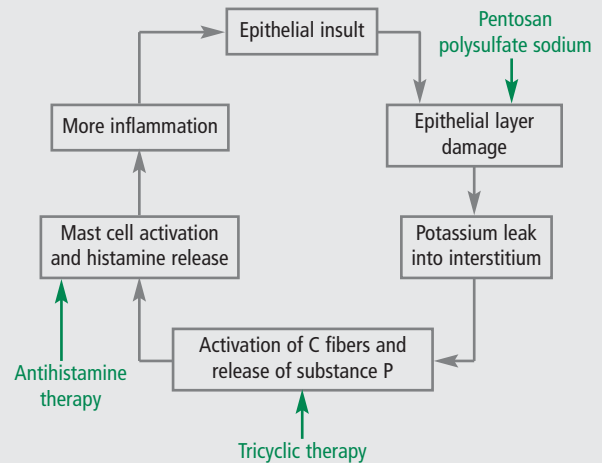 Epithelial insult
Pentosan
polysulfate sodium
More inflammation
Epithelial layer
damage
Mast cell activation
and histamine release
Potassium leak
into interstitium
Activation of C fibers and
release of substance P
Antihistamine
therapy
Tricyclic therapy